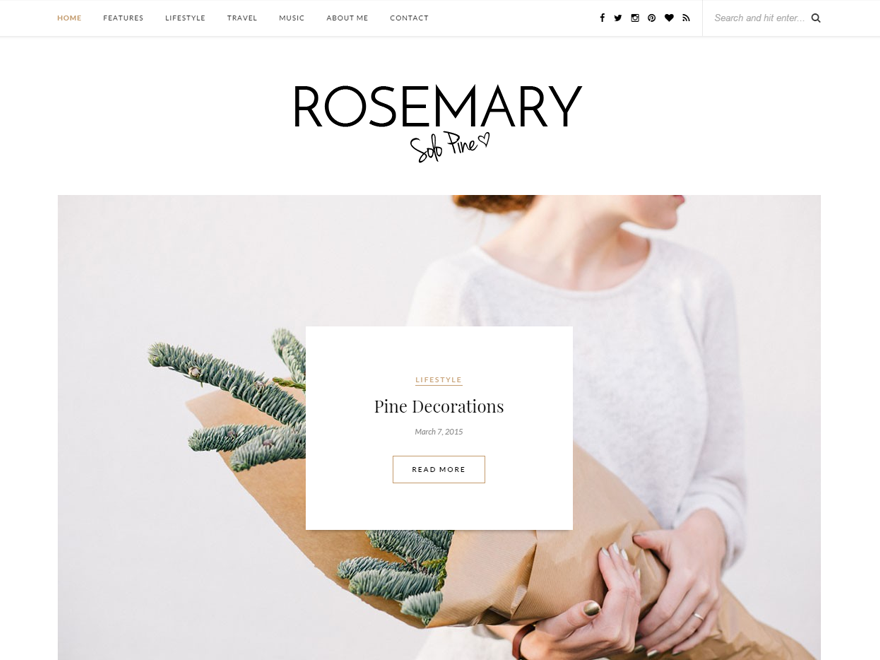 HOME FEATURES LIFESTYLE TRAVEL MUSIC ABOUT ME CONTACT Search and hit enter...
ROSEMARY
Solo Pine
LIFESTYLE
Pine Decorations
March 7, 2015
READ MORE